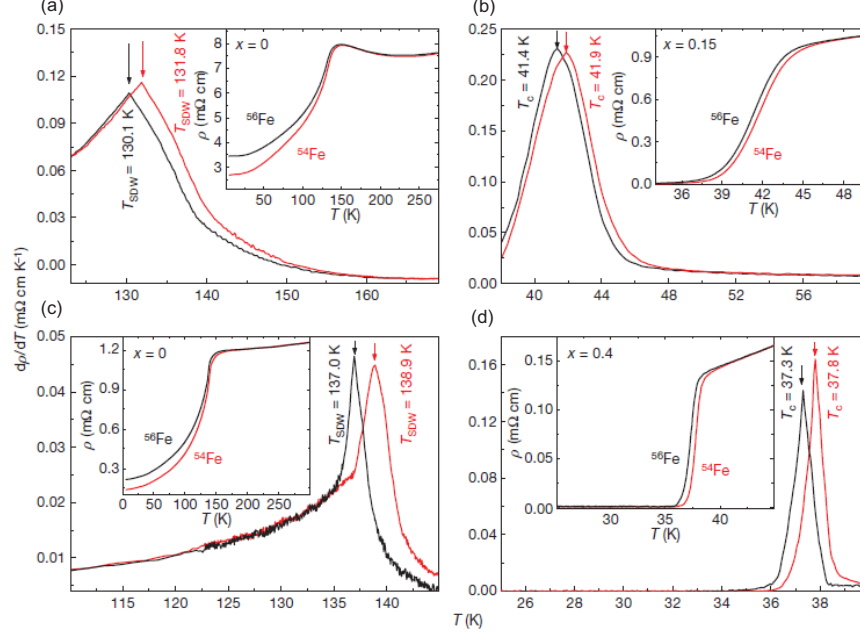 (a)
0.15
0.12
0.09
0.06
0.03
0.00
130
140
150
160
T_SDW = 130.1 K
T_SDW = 131.8 K
x = 0
8
7
6
5
4
3
ρ (mΩ cm)
⁵⁶Fe
⁵⁴Fe
50
100
150
200
250
T (K)
(b)
0.25
0.20
0.15
0.10
0.05
0.00
40
44
48
52
56
T_c = 41.4 K
T_c = 41.9 K
x = 0.15
0.9
0.6
0.3
0.0
ρ (mΩ cm)
⁵⁶Fe
⁵⁴Fe
36
39
42
45
48
T (K)
dρ/dT (mΩ cm K⁻¹)
(c)
0.05
0.04
0.03
0.02
0.01
115
120
125
130
135
140
x = 0
1.2
0.9
0.6
0.3
ρ (mΩ cm)
⁵⁶Fe
⁵⁴Fe
0
50
100
150
200
250
T (K)
T_SDW = 137.0 K
T_SDW = 138.9 K
(d)
0.16
0.12
0.08
0.04
0.00
26
28
30
32
34
36
38
x = 0.4
0.15
0.10
0.05
0.00
ρ (mΩ cm)
⁵⁶Fe
⁵⁴Fe
30
35
40
T (K)
T_c = 37.3 K
T_c = 37.8 K
T (K)